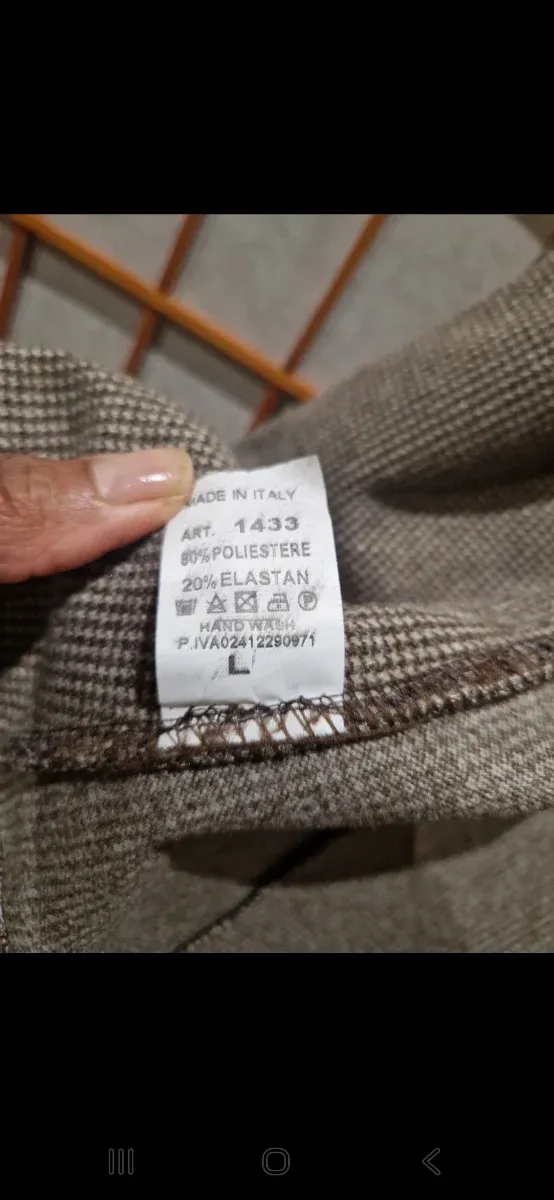 MADE IN ITALY
ART. 1433
80% POLIESTERE
20% ELASTAN
HAND WASH
P.IVA02412290971
L